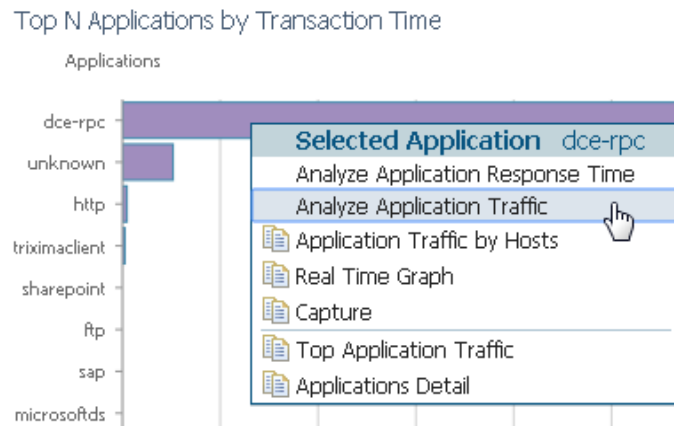 Top N Applications by Transaction Time
Applications
dce-rpc
Selected Application dce-rpc
unknown
Analyze Application Response Time
http
Analyze Application Traffic
triximaclient
Application Traffic by Hosts
sharepoint
Real Time Graph
Capture
ftp
Top Application Traffic
sap
Applications Detail
microsoftds